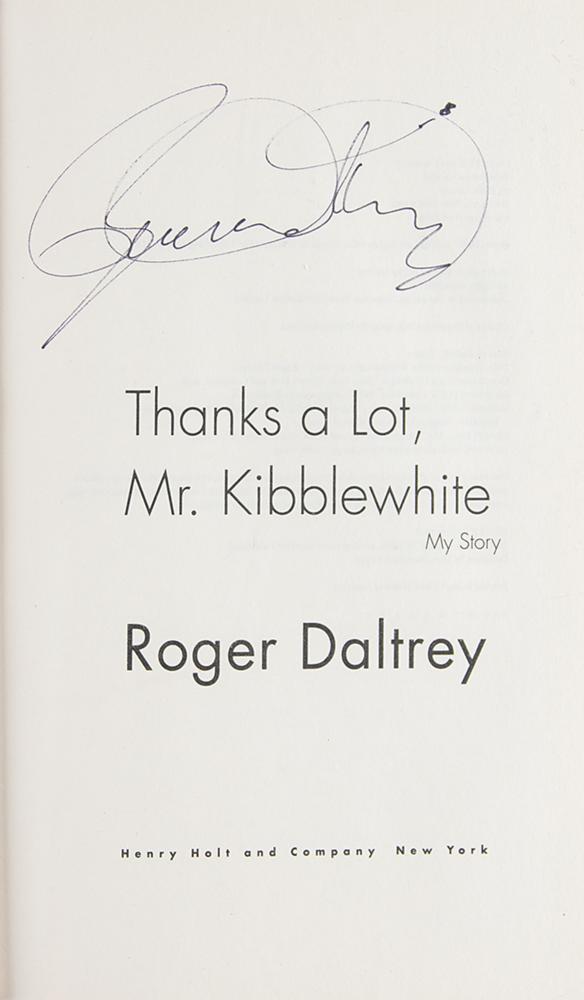 Thanks a Lot,
Mr. Kibblewhite
My Story
Roger Daltrey
Henry Holt and Company New York